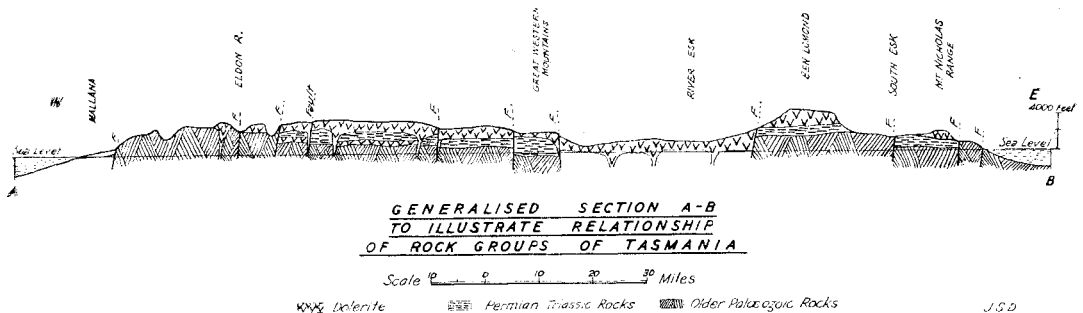 W
MALLANA
ELDON R.
Fault
GREAT WESTERN
MOUNTAINS
RIVER ESK
BEN LOMOND
SOUTH ESK
MT NICHOLAS
RANGE
E
4000 Feet
Sea Level
Sea Level
F.
F.
F.
F.
F.
F.
F.
F.
F.
F.
A
B
GENERALISED SECTION A-B
TO ILLUSTRATE RELATIONSHIP
OF ROCK GROUPS OF TASMANIA
Scale 10 0 10 20 30 Miles
Dolerite Permian Triassic Rocks Older Palaeozoic Rocks
J S D